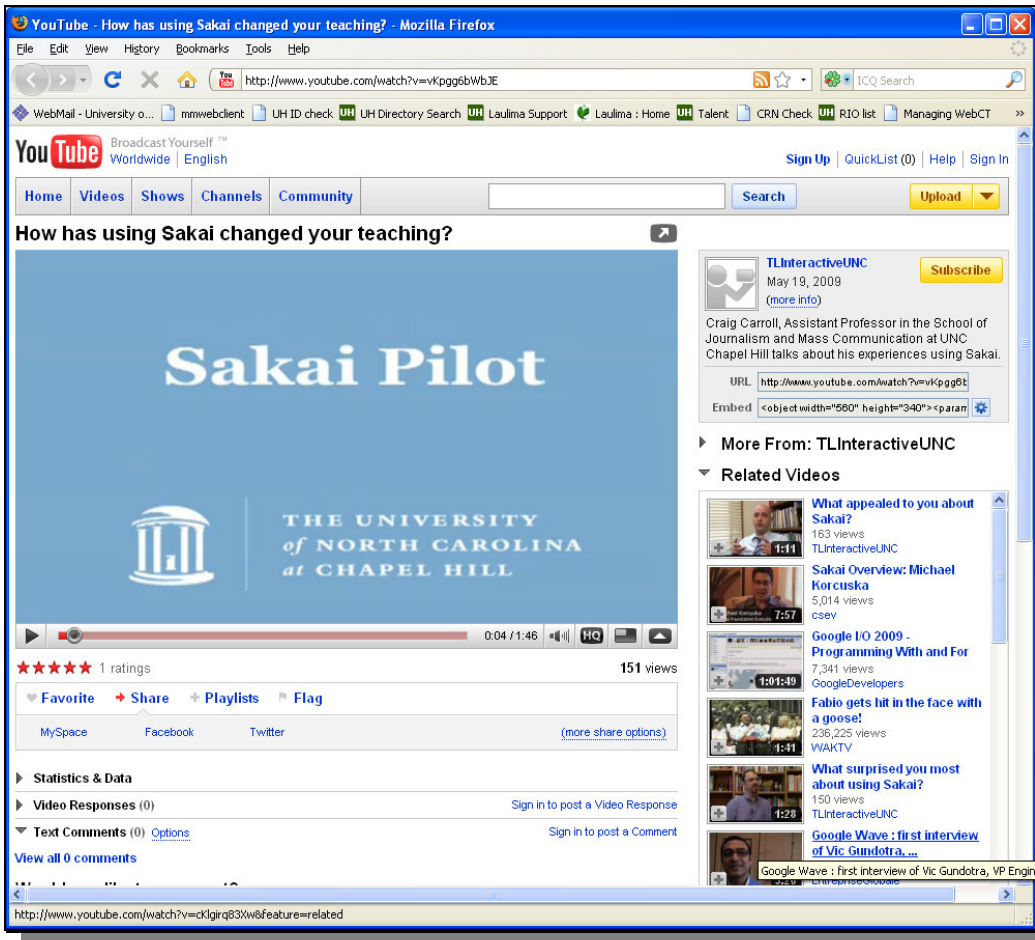 YouTube - How has using Sakai changed your teaching? - Mozilla Firefox
File Edit View History Bookmarks Tools Help
http://www.youtube.com/watch?v=vKpgg6bWbJE
ICQ Search
WebMail - University o... mmwebclient UH ID check UH UH Directory Search UH Laulima Support Laulima : Home UH Talent CRN Check UH RIO list Managing WebCT »
YouTube Broadcast Yourself ™
Worldwide | English
Sign Up | QuickList (0) | Help | Sign In
Home Videos Shows Channels Community Search Upload
How has using Sakai changed your teaching?
Sakai Pilot
THE UNIVERSITY
of NORTH CAROLINA
at CHAPEL HILL
0:04 / 1:46 HQ
1 ratings 151 views
Favorite Share Playlists Flag
MySpace Facebook Twitter (more share options)
Statistics & Data
Video Responses (0) Sign in to post a Video Response
Text Comments (0) Options Sign in to post a Comment
View all 0 comments
TLInteractiveUNC
Subscribe
May 19, 2009
(more info)
Craig Carroll, Assistant Professor in the School of
Journalism and Mass Communication at UNC
Chapel Hill talks about his experiences using Sakai.
URL http://www.youtube.com/watch?v=vKpgg6b
Embed <object width="560" height="340"><param
More From: TLInteractiveUNC
Related Videos
What appealed to you about
Sakai?
163 views
1:11
TLInteractiveUNC
Sakai Overview: Michael
Korcuska
5,014 views
7:57
csev
Google I/O 2009 -
Programming With and For
7,341 views
1:01:49
GoogleDevelopers
Fabio gets hit in the face with
a goose!
236,225 views
1:41
WAKTV
What surprised you most
about using Sakai?
150 views
1:28
TLInteractiveUNC
Google Wave : first interview
of Vic Gundotra, ...
Google Wave : first interview of Vic Gundotra, VP Engin
http://www.youtube.com/watch?v=cKlgirq83Xw&feature=related